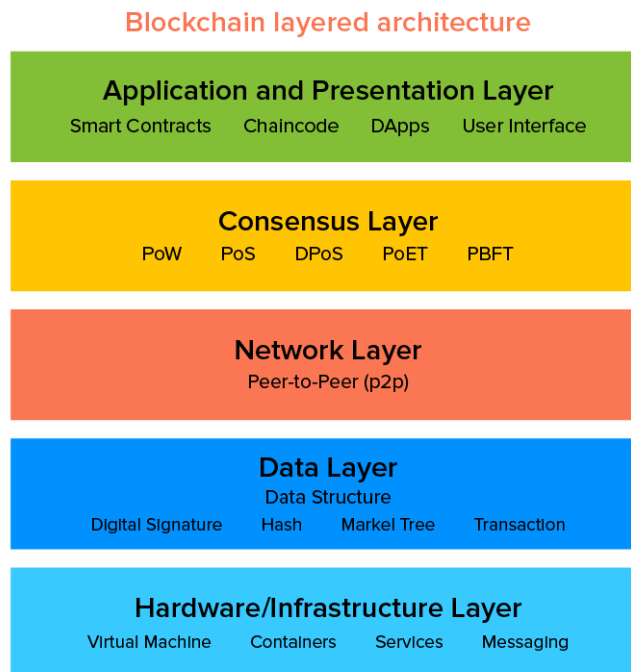 Blockchain layered architecture
Application and Presentation Layer
Smart Contracts Chaincode DApps User Interface
Consensus Layer
PoW PoS DPoS PoET PBFT
Network Layer
Peer-to-Peer (p2p)
Data Layer
Data Structure
Digital Signature Hash Markel Tree Transaction
Hardware/Infrastructure Layer
Virtual Machine Containers Services Messaging